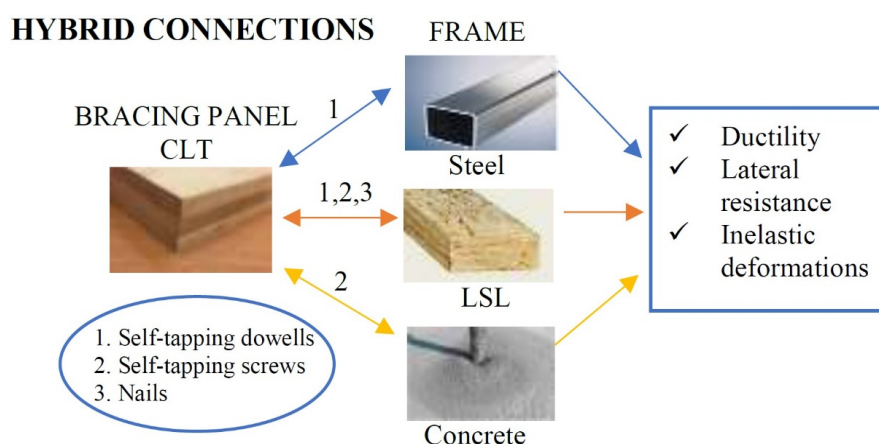 HYBRID CONNECTIONS
FRAME
BRACING PANEL
CLT
1
Steel
1,2,3
LSL
2
Concrete
1. Self-tapping dowells
2. Self-tapping screws
3. Nails
✓ Ductility
✓ Lateral
resistance
✓ Inelastic
deformations